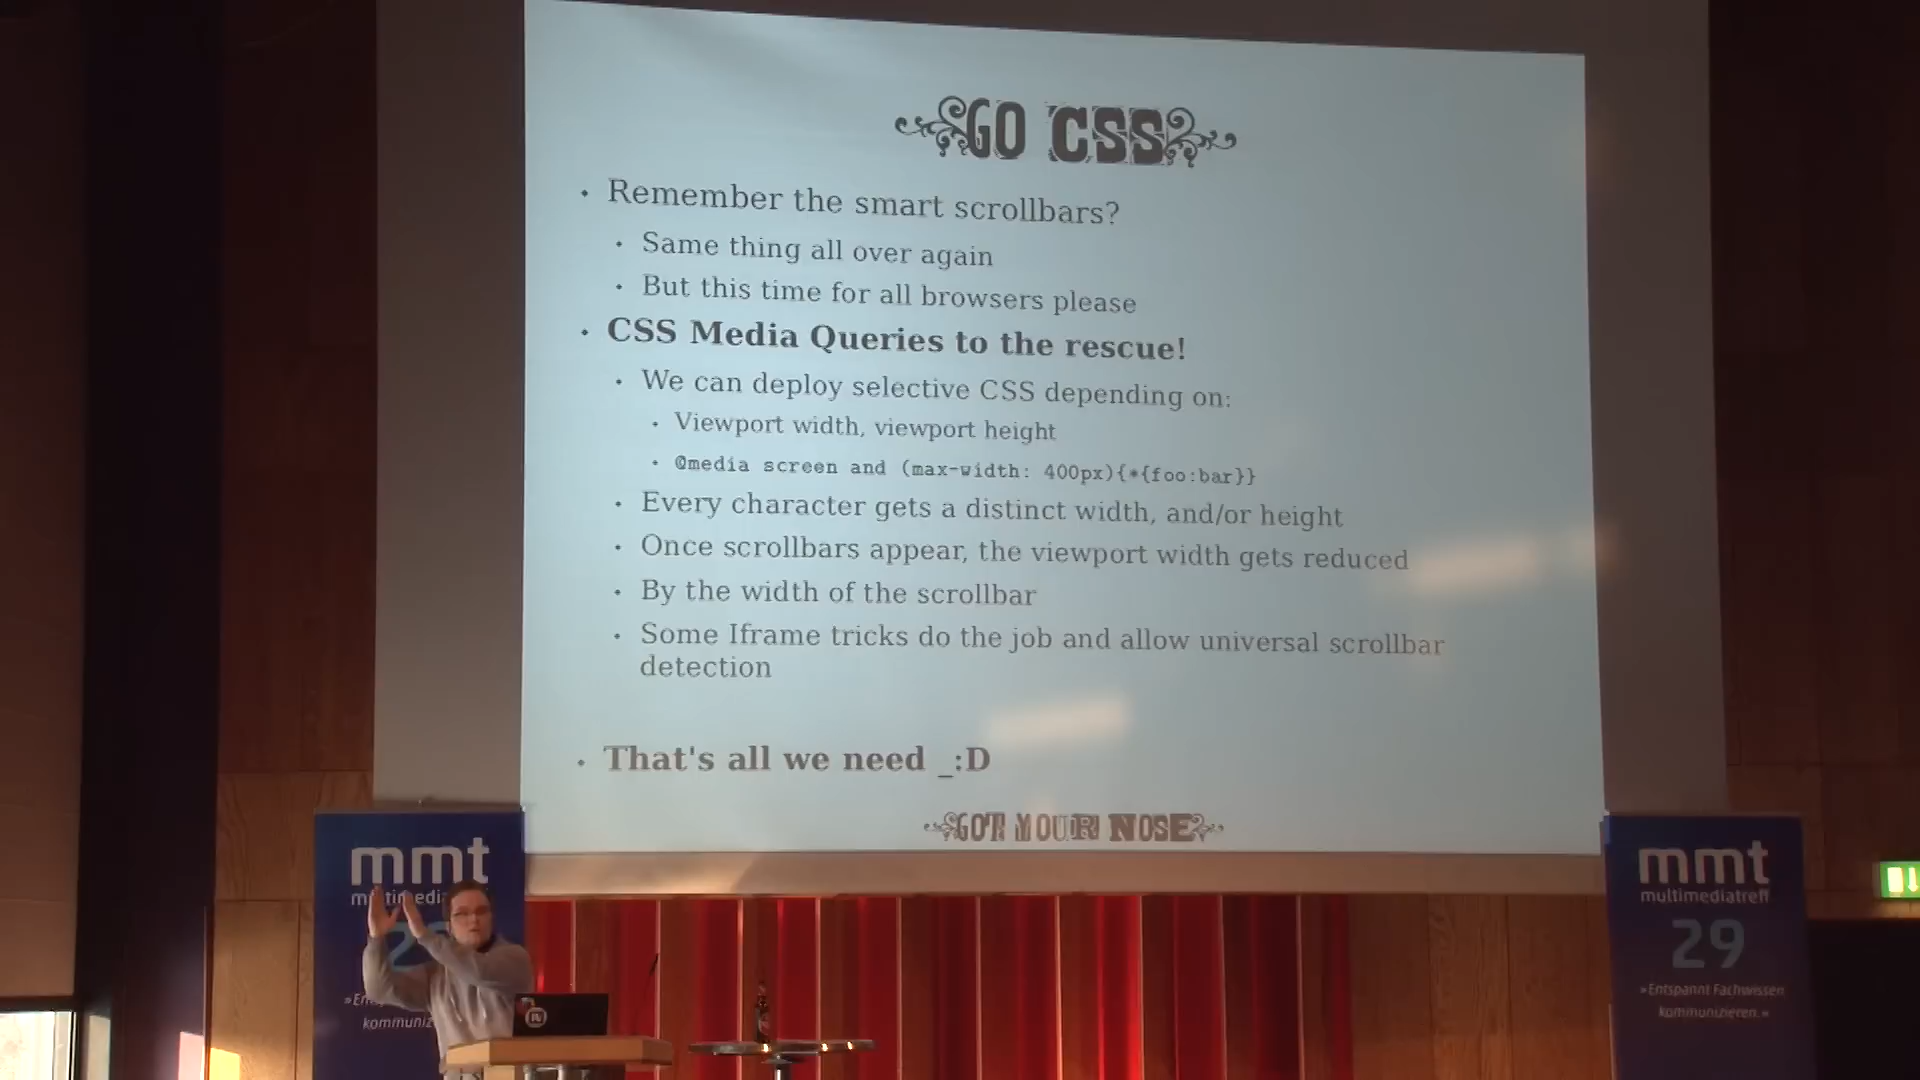 GO CSS
Remember the smart scrollbars?
Same thing all over again
But this time for all browsers please
CSS Media Queries to the rescue!
We can deploy selective CSS depending on:
Viewport width, viewport height
@media screen and (max-width: 400px){*{foo:bar}}
Every character gets a distinct width, and/or height
Once scrollbars appear, the viewport width gets reduced
By the width of the scrollbar
Some Iframe tricks do the job and allow universal scrollbar
detection
That's all we need _:D
GOT YOUR NOSE
mmt
mmt
multimediatreff
29
»Entspannt Fachwissen
kommunizieren.«